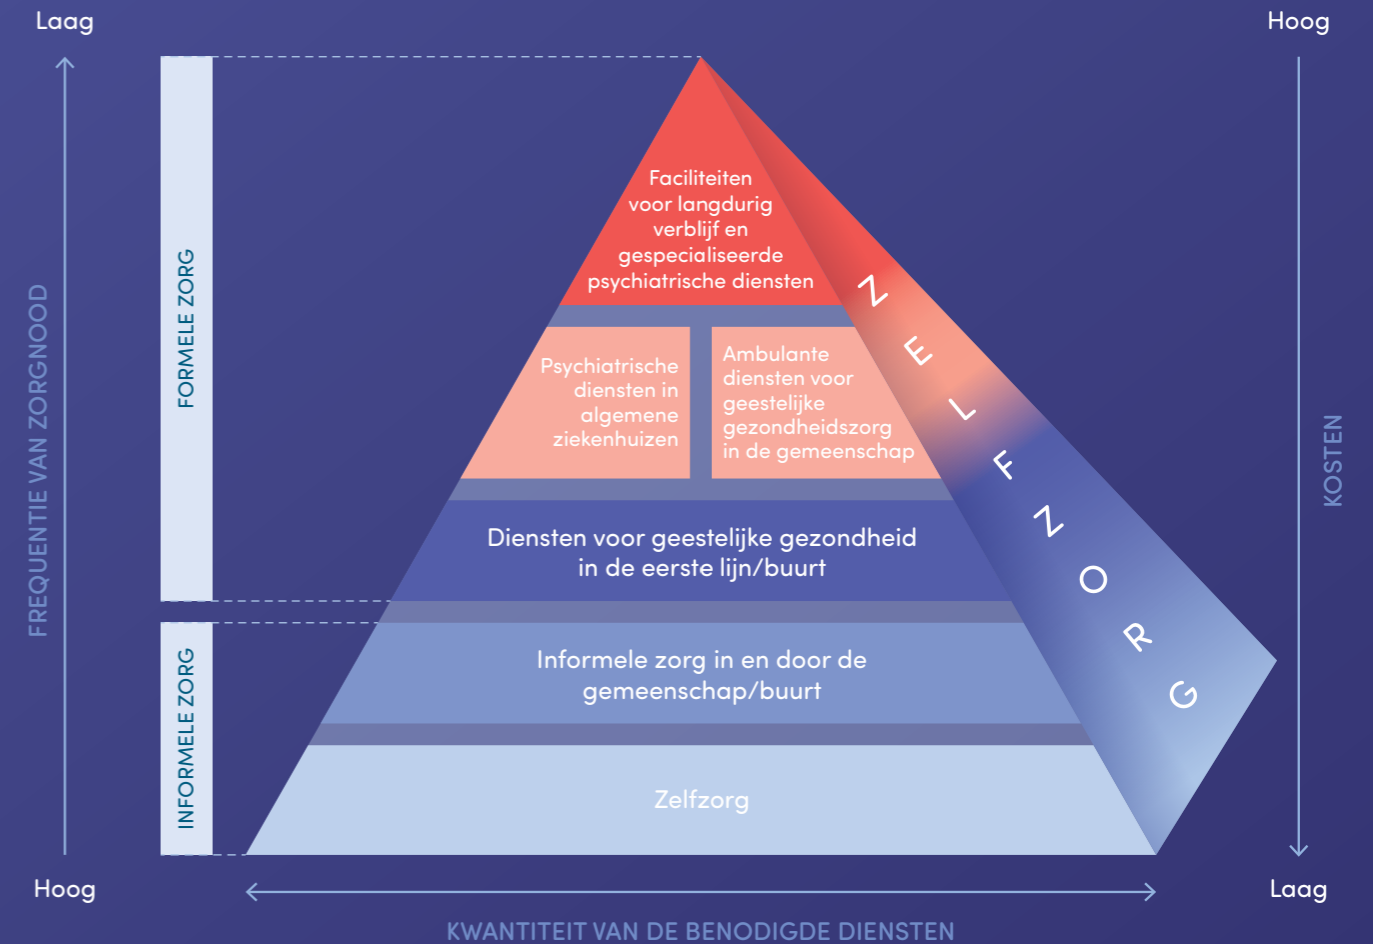 Laag
Hoog
FORMELE ZORG
INFORMELE ZORG
FREQUENTIE VAN ZORGNOOD
Faciliteiten
voor langdurig
verblijf en
gespecialiseerde
psychiatrische diensten
Psychiatrische
diensten in
algemene
ziekenhuizen
Ambulante
diensten voor
geestelijke
gezondheidszorg
in de gemeenschap
Diensten voor geestelijke gezondheid
in de eerste lijn/buurt
Informele zorg in en door de
gemeenschap/buurt
Zelfzorg
ZELFZORG
KOSTEN
Hoog
Laag
KWANTITEIT VAN DE BENODIGDE DIENSTEN